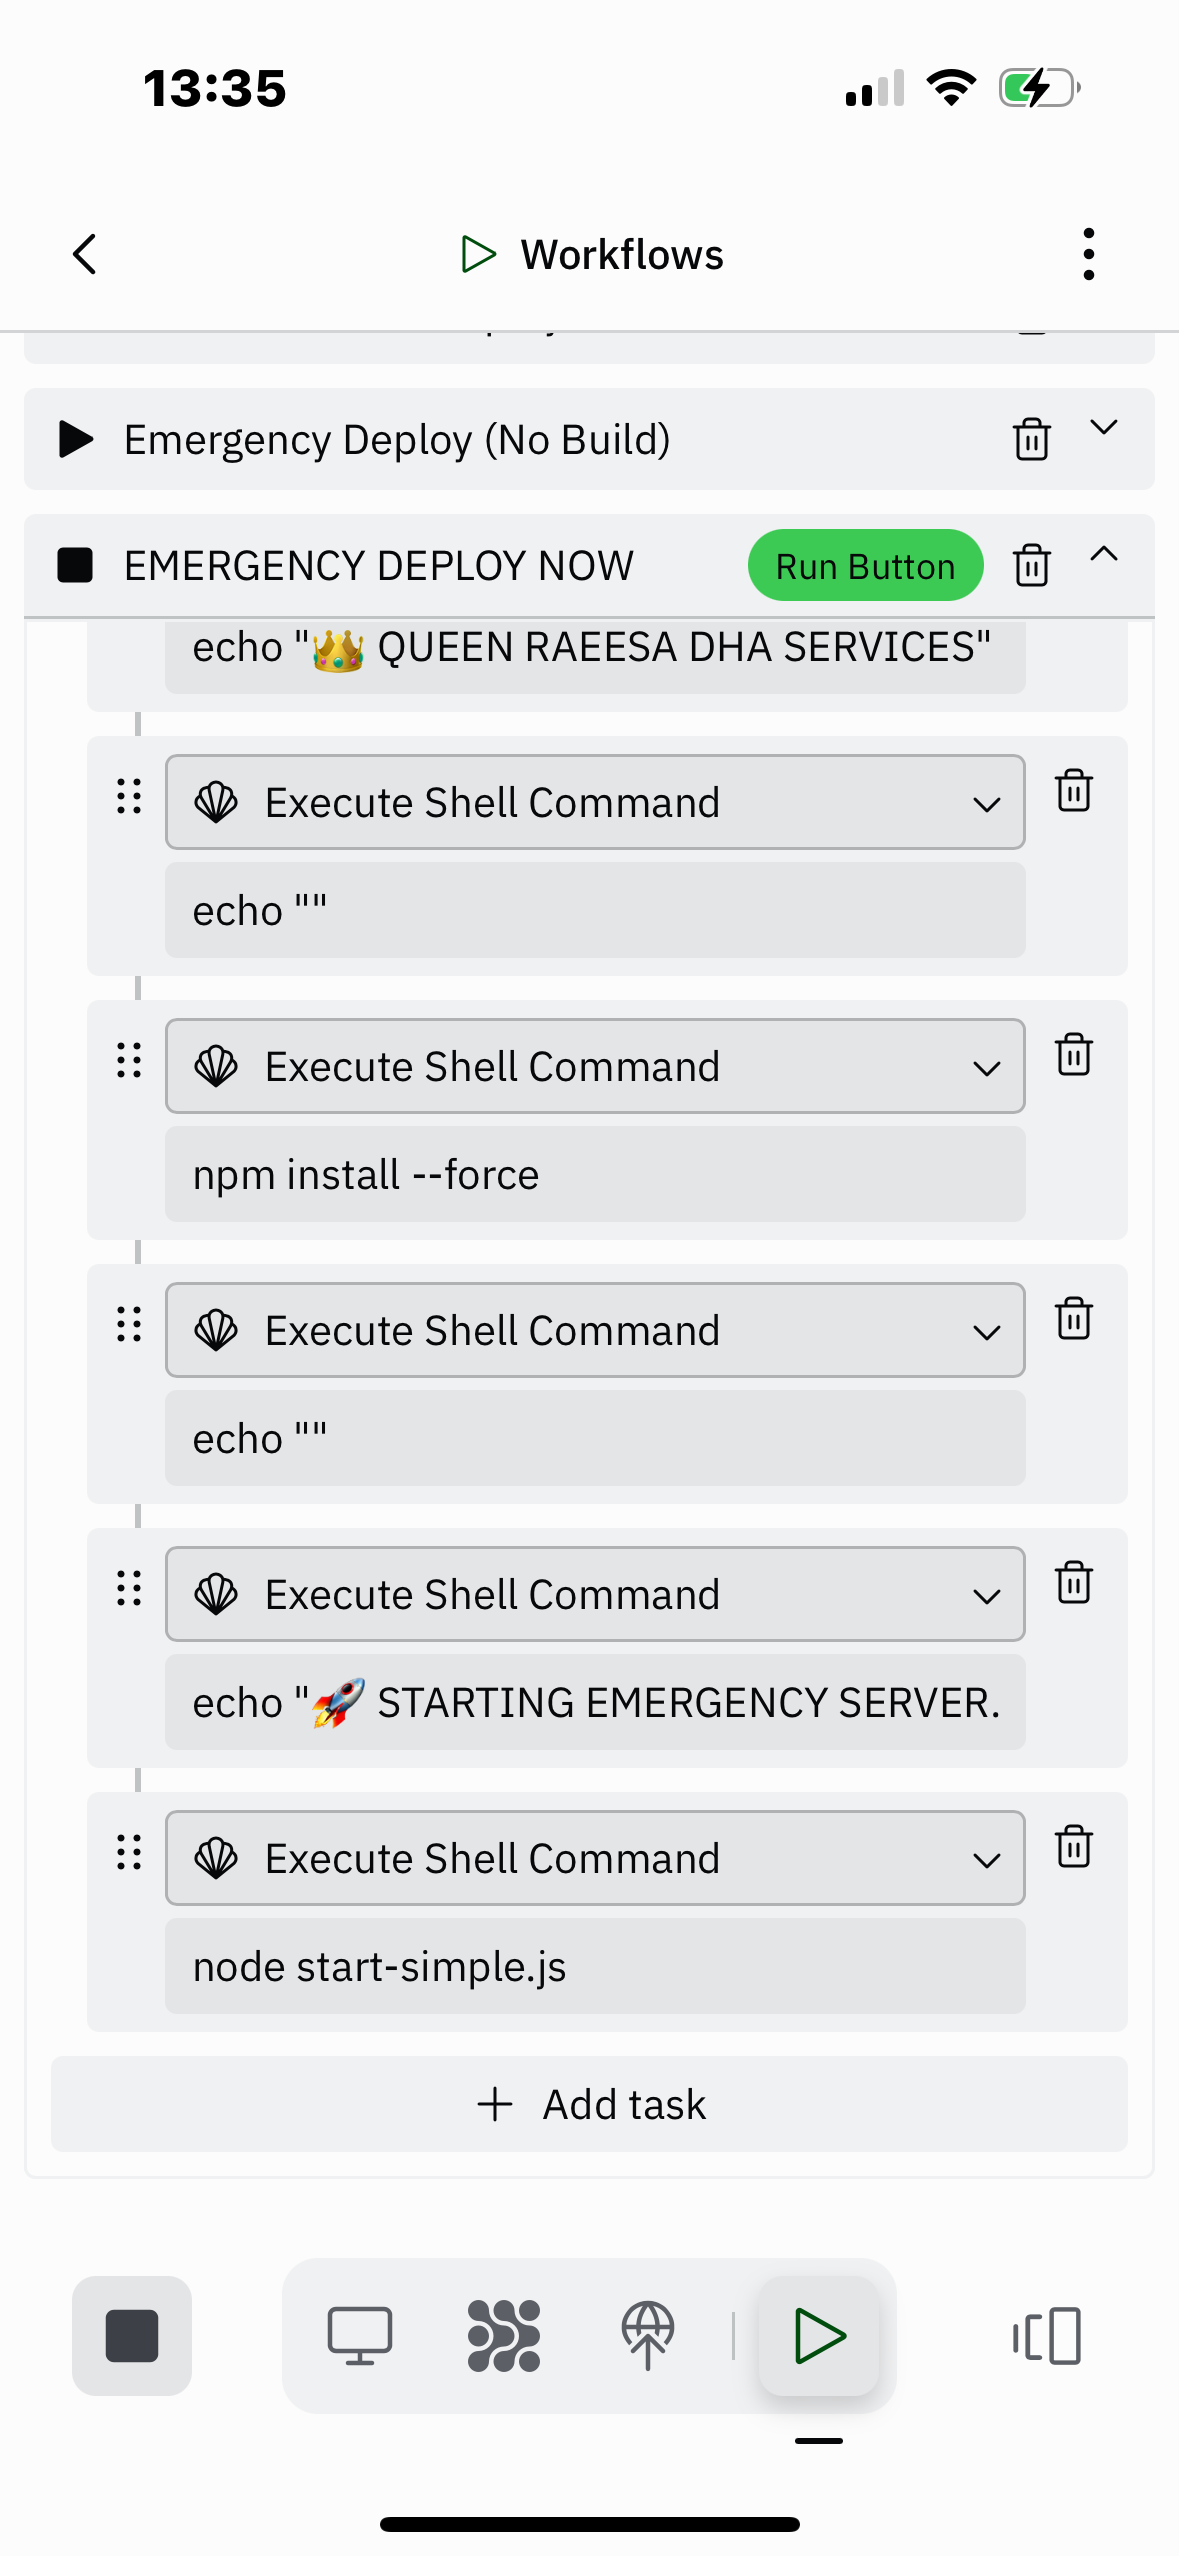 13:35
Workflows
Emergency Deploy (No Build)
EMERGENCY DEPLOY NOW Run Button
echo "👑 QUEEN RAEESA DHA SERVICES"
Execute Shell Command
echo ""
Execute Shell Command
npm install --force
Execute Shell Command
echo ""
Execute Shell Command
echo "🚀 STARTING EMERGENCY SERVER.
Execute Shell Command
node start-simple.js
Add task